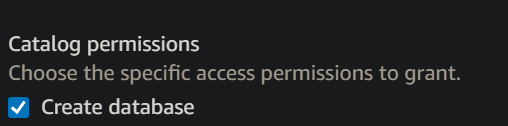 Catalog permissions
Choose the specific access permissions to grant.
Create database